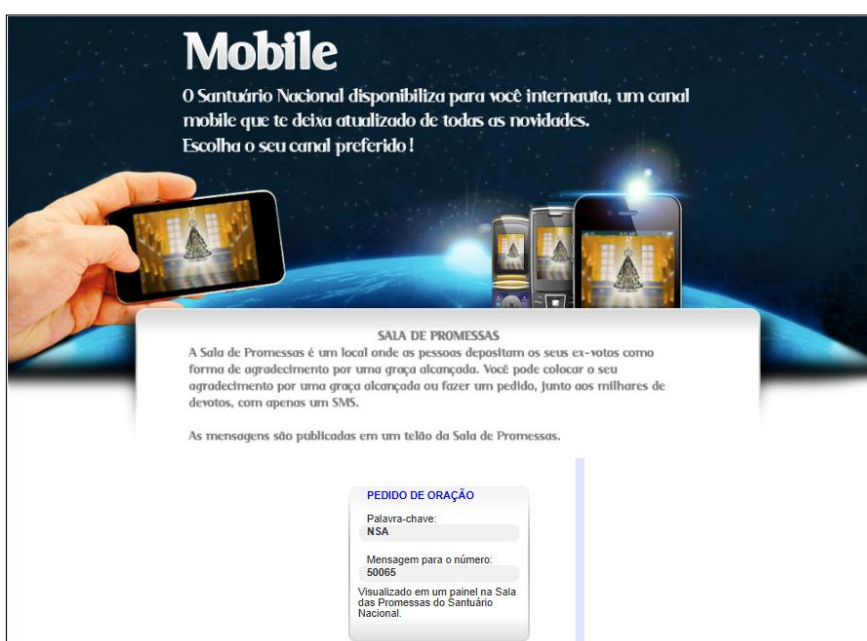 Mobile
O Santuário Nacional disponibiliza para você internauta, um canal
mobile que te deixa atualizado de todas as novidades.
Escolha o seu canal preferido !
SALA DE PROMESSAS
A Sala de Promessas é um local onde as pessoas depositam os seus ex-votos como
forma de agradecimento por uma graça alcançada. Você pode colocar o seu
agradecimento por uma graça alcançada ou fazer um pedido, junto aos milhares de
devotos, com apenas um SMS.
As mensagens são publicadas em um telão da Sala de Promessas.
PEDIDO DE ORAÇÃO
Palavra-chave:
NSA
Mensagem para o número:
50065
Visualizado em um painel na Sala
das Promessas do Santuário
Nacional.